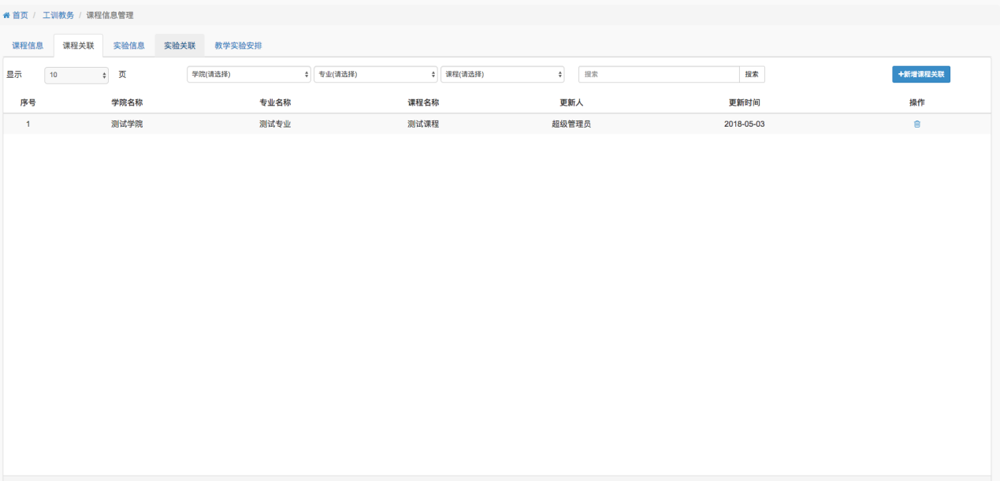 首页 / 工训教务 / 课程信息管理
课程信息 课程关联 实验信息 实验关联 教学实验安排
显示 10 页 学院(请选择) 专业(请选择) 课程(请选择) 搜索 搜索 +新增课程关联
序号 学院名称 专业名称 课程名称 更新人 更新时间 操作
1 测试学院 测试专业 测试课程 超级管理员 2018-05-03